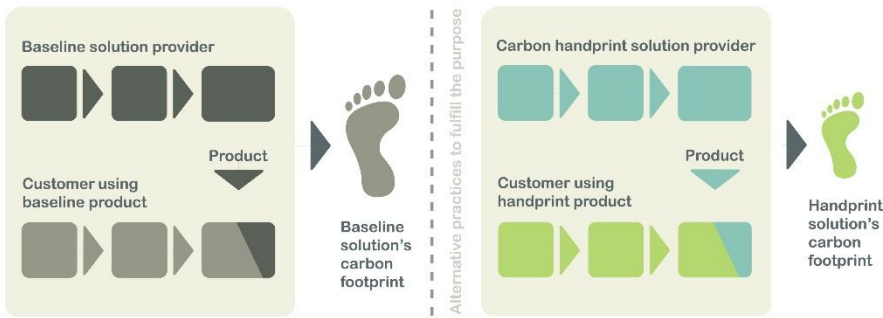 Baseline solution provider
Product
Customer using
baseline product
Baseline
solution's
carbon
footprint
Alternative practices to fulfill the purpose
Carbon handprint solution provider
Product
Customer using
handprint product
Handprint
solution's
carbon
footprint